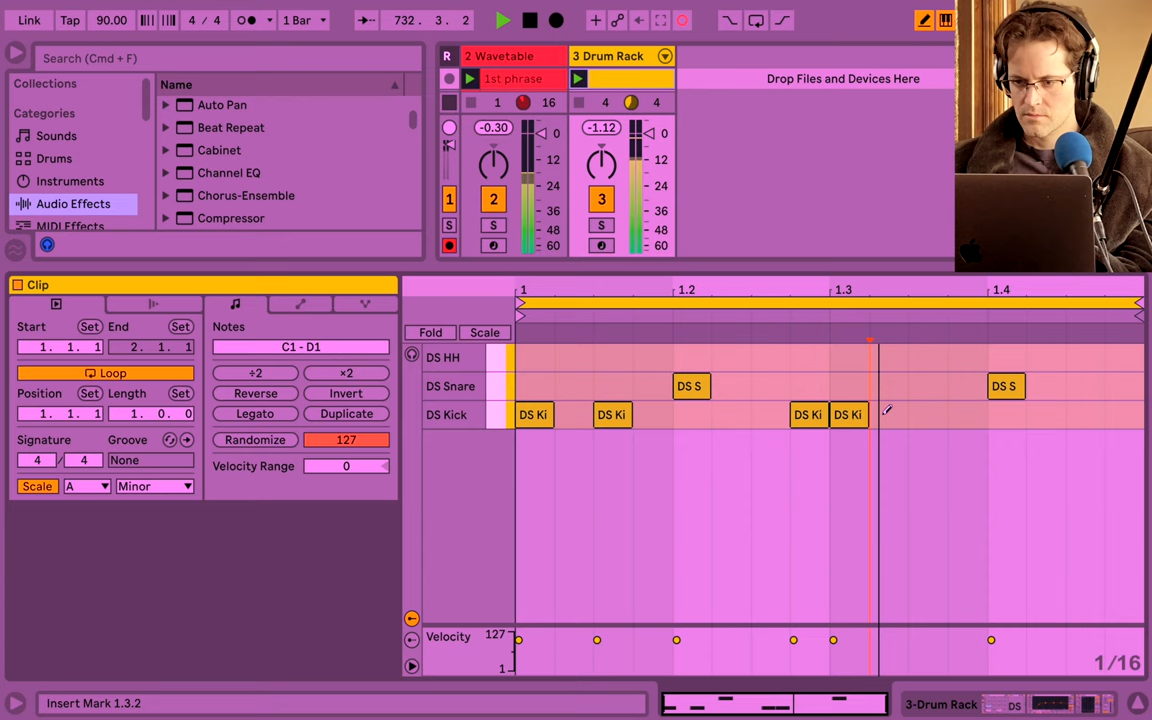 Link Tap 90.00 4 / 4 1 Bar 732. 3. 2
Search (Cmd + F)
Collections
Categories
Sounds
Drums
Instruments
Audio Effects
MIDI Effects
Name
Auto Pan
Beat Repeat
Cabinet
Channel EQ
Chorus-Ensemble
Compressor
R 2 Wavetable 3 Drum Rack
1st phrase Drop Files and Devices Here
1 16 4 4
-0.30 0 -1.12 0
12 12
24 24
1 2 36 3 36
S S 48 S 48
60 60
Clip
Start Set End Set
1. 1. 1 2. 1. 1
Loop
Position Set Length Set
1. 1. 1 1. 0. 0
Signature Groove
4 / 4 None
Scale A Minor
Notes
C1 - D1
÷2 ×2
Reverse Invert
Legato Duplicate
Randomize 127
Velocity Range 0
1 1.2 1.3 1.4
Fold Scale
DS HH
DS Snare DS S DS S
DS Kick DS Ki DS Ki DS Ki DS Ki
Velocity 127
1
1/16
Insert Mark 1.3.2
3-Drum Rack DS